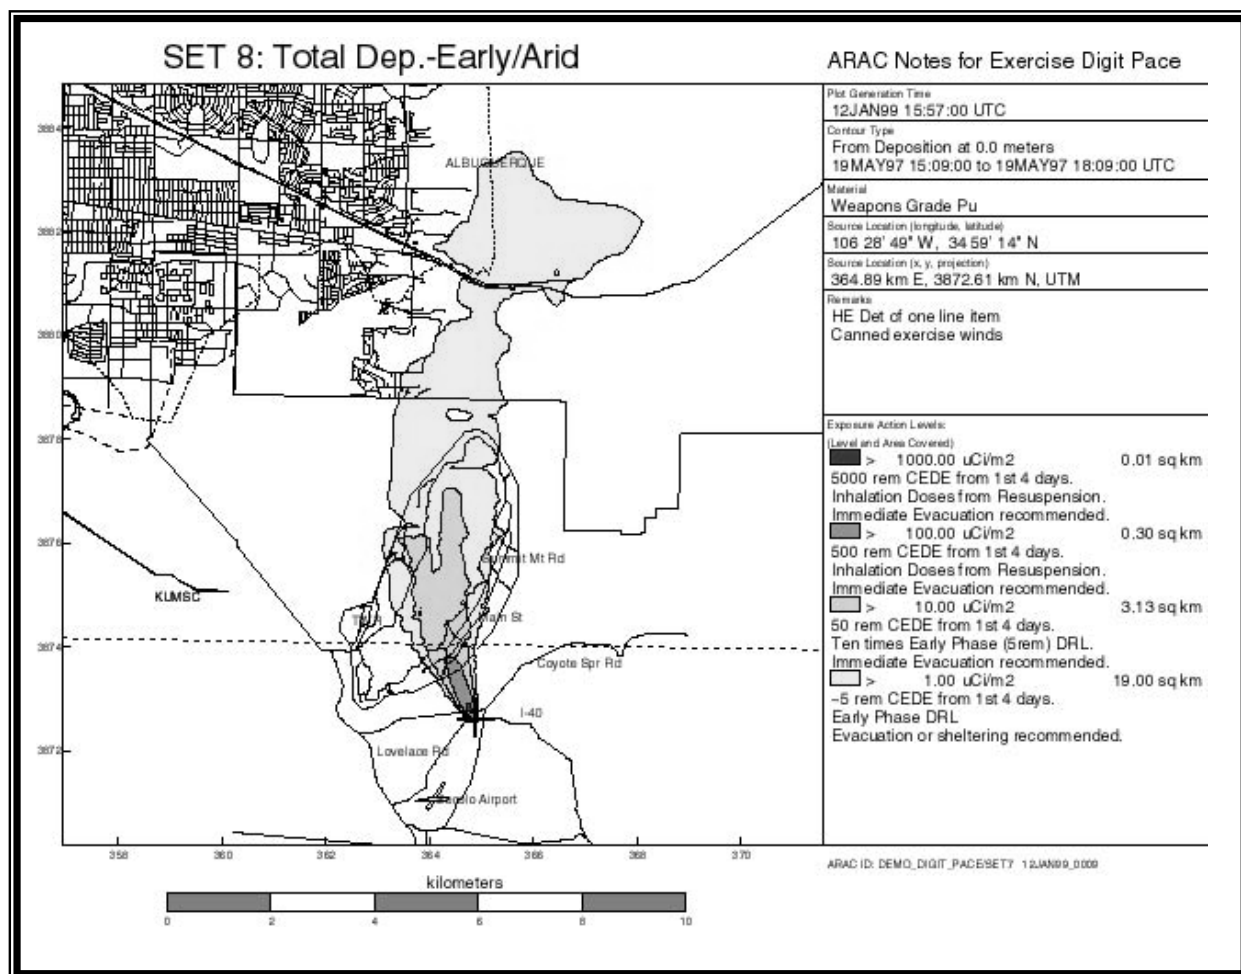 SET 8: Total Dep.-Early/Arid
ARAC Notes for Exercise Digit Pace
Plot Generation Time
12JAN99 15:57:00 UTC
Contour Type
From Deposition at 0.0 meters
19MAY97 15:09:00 to 19MAY97 18:09:00 UTC
Material
Weapons Grade Pu
Source Location (longitude, latitude)
106 28' 49" W, 34 59' 14" N
Source Location (x, y, projection)
364.89 km E, 3872.61 km N, UTM
Remarks
HE Det of one line item
Canned exercise winds
Exposure Action Levels:
(Level and Area Covered)
> 1000.00 uCi/m2 0.01 sq km
5000 rem CEDE from 1st 4 days.
Inhalation Doses from Resuspension.
Immediate Evacuation recommended.
> 100.00 uCi/m2 0.30 sq km
500 rem CEDE from 1st 4 days.
Inhalation Doses from Resuspension.
Immediate Evacuation recommended.
> 10.00 uCi/m2 3.13 sq km
50 rem CEDE from 1st 4 days.
Ten times Early Phase (5rem) DRL.
Immediate Evacuation recommended.
> 1.00 uCi/m2 19.00 sq km
~5 rem CEDE from 1st 4 days.
Early Phase DRL
Evacuation or sheltering recommended.
ARAC ID: DEMO_DIGIT_PACE/SET7 12JAN99_0009
3884
ALBUQUERQUE
3882
3880
3878
3876
Summit Mt Rd
KUMSC
Main St
3874
Coyote Spr Rd
I-40
3872
Lovelace Rd
Airport
358 360 362 364 366 368 370
kilometers
0 2 4 6 8 10